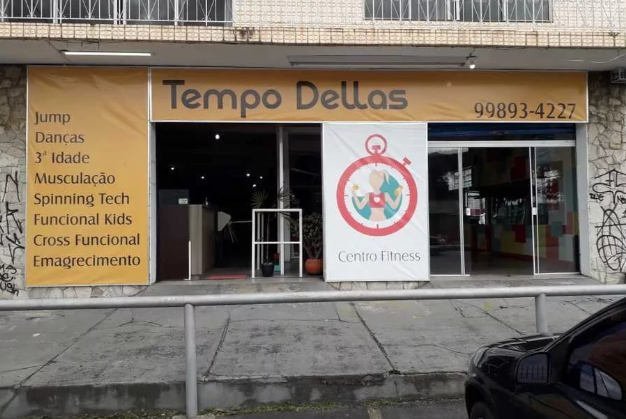 Tempo Dellas
99893-4227
Jump
Danças
3ª Idade
Musculação
Spinning Tech
Funcional Kids
Cross Funcional
Emagrecimento
Centro Fitness